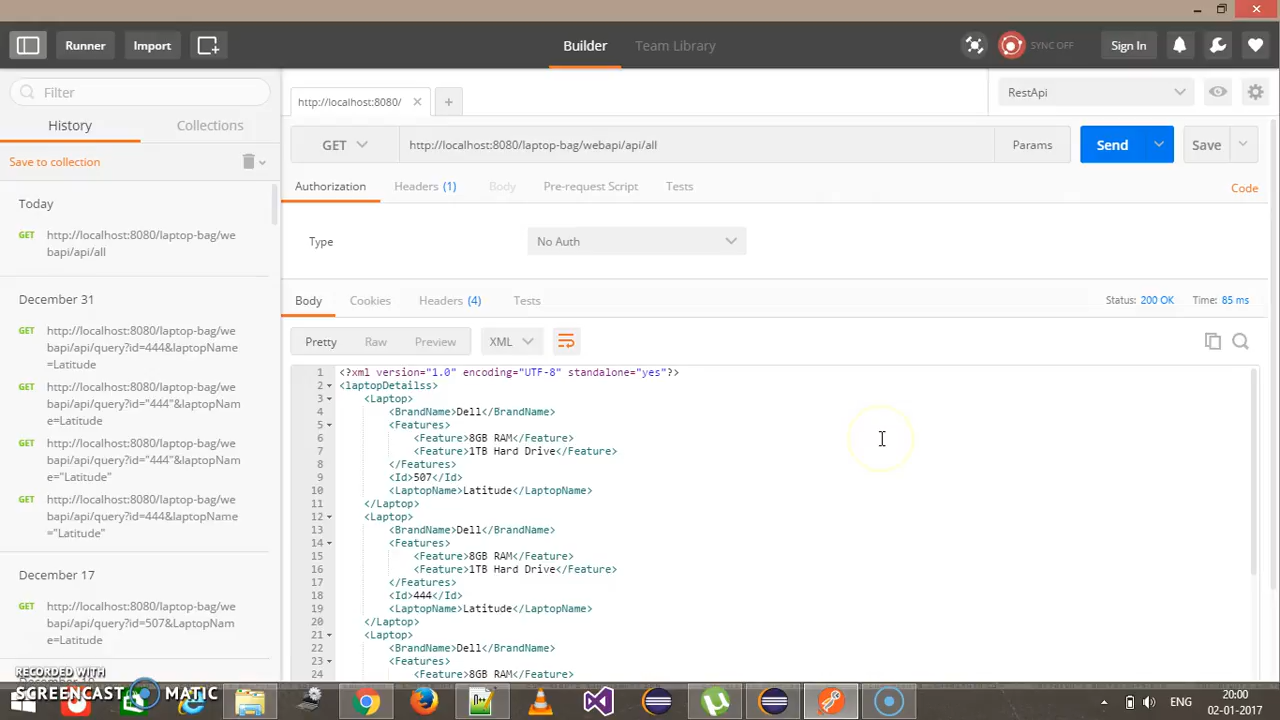 Runner
Import
Builder
Team Library
SYNC OFF
Sign In
Filter
History
Collections
Save to collection
Today
GET http://localhost:8080/laptop-bag/we
bapi/api/all
December 31
GET http://localhost:8080/laptop-bag/we
bapi/api/query?id=444&laptopName
=Latitude
GET http://localhost:8080/laptop-bag/we
bapi/api/query?id="444"&laptopNam
e=Latitude
GET http://localhost:8080/laptop-bag/we
bapi/api/query?id="444"&laptopNam
e="Latitude"
GET http://localhost:8080/laptop-bag/we
bapi/api/query?id=444&laptopName
="Latitude"
December 17
GET http://localhost:8080/laptop-bag/we
bapi/api/query?id=507&LaptopNam
e=Latitude
http://localhost:8080/
RestApi
GET
http://localhost:8080/laptop-bag/webapi/api/all
Params
Send
Save
Authorization
Headers (1)
Body
Pre-request Script
Tests
Code
Type
No Auth
Body
Cookies
Headers (4)
Tests
Status: 200 OK
Time: 85 ms
Pretty
Raw
Preview
XML
1 <?xml version="1.0" encoding="UTF-8" standalone="yes"?>
2 <laptopDetailss>
3 <Laptop>
4 <BrandName>Dell</BrandName>
5 <Features>
6 <Feature>8GB RAM</Feature>
7 <Feature>1TB Hard Drive</Feature>
8 </Features>
9 <Id>507</Id>
10 <LaptopName>Latitude</LaptopName>
11 </Laptop>
12 <Laptop>
13 <BrandName>Dell</BrandName>
14 <Features>
15 <Feature>8GB RAM</Feature>
16 <Feature>1TB Hard Drive</Feature>
17 </Features>
18 <Id>444</Id>
19 <LaptopName>Latitude</LaptopName>
20 </Laptop>
21 <Laptop>
22 <BrandName>Dell</BrandName>
23 <Features>
24 <Feature>8GB RAM</Feature>
RECORDED WITH
SCREENCAST MATIC
ENG
20:00
02-01-2017